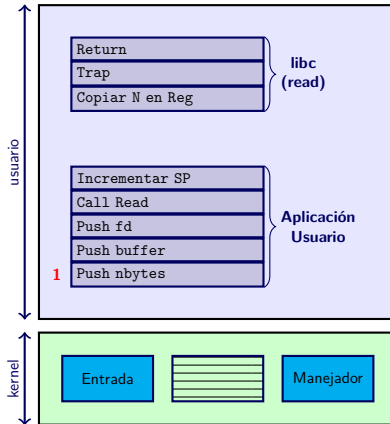 usuario
Return
Trap
Copiar N en Reg
libc
(read)
Incrementar SP
Call Read
Push fd
Push buffer
1 Push nbytes
Aplicación
Usuario
kernel
Entrada
Manejador